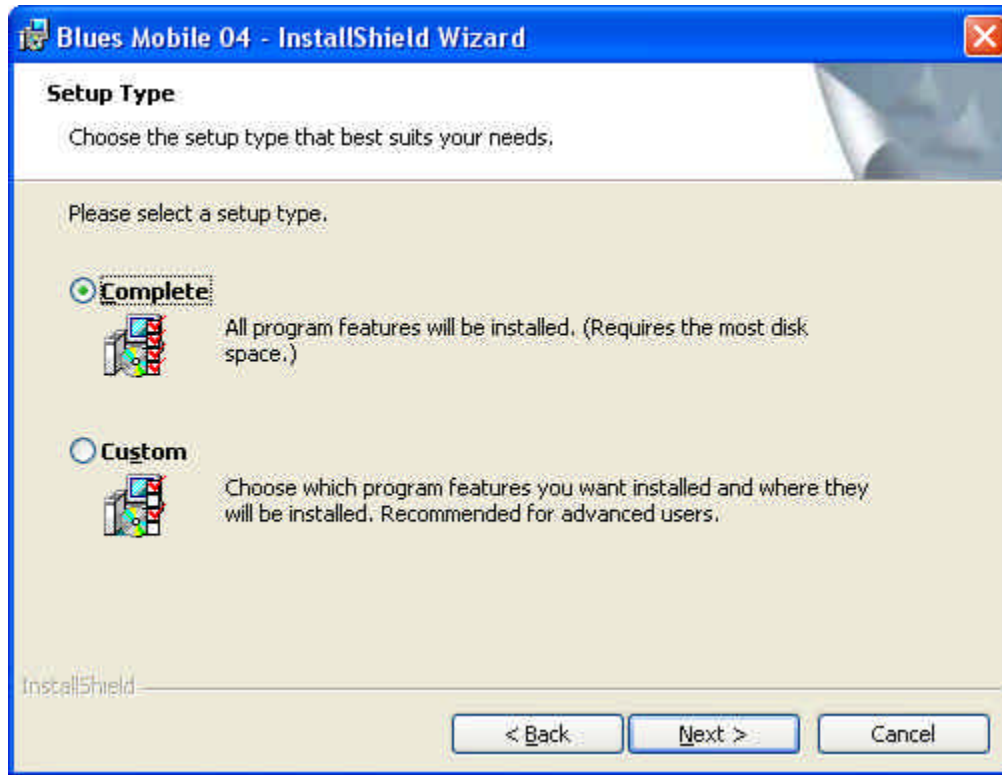 Blues Mobile 04 - InstallShield Wizard
Setup Type
Choose the setup type that best suits your needs.
Please select a setup type.
Complete
All program features will be installed. (Requires the most disk
space.)
Custom
Choose which program features you want installed and where they
will be installed. Recommended for advanced users.
InstallShield
< Back
Next >
Cancel